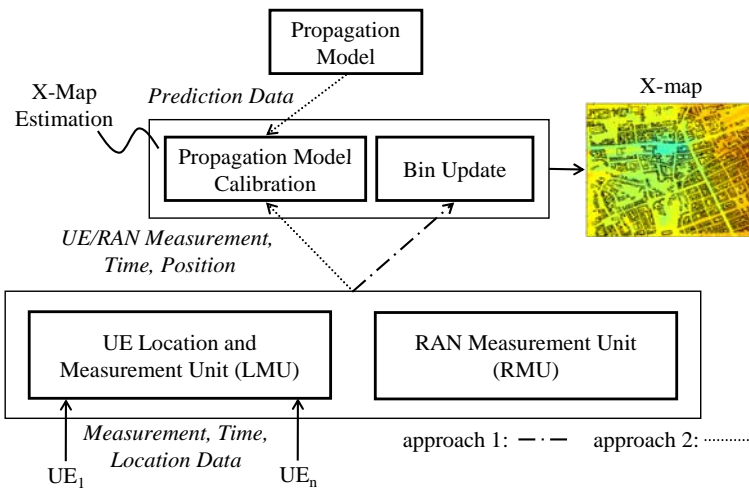 Propagation
Model
X-Map
Estimation
Prediction Data
X-map
Propagation Model
Calibration
Bin Update
UE/RAN Measurement,
Time, Position
UE Location and
Measurement Unit (LMU)
RAN Measurement Unit
(RMU)
Measurement, Time,
Location Data
approach 1:
approach 2:
UE1
UEn